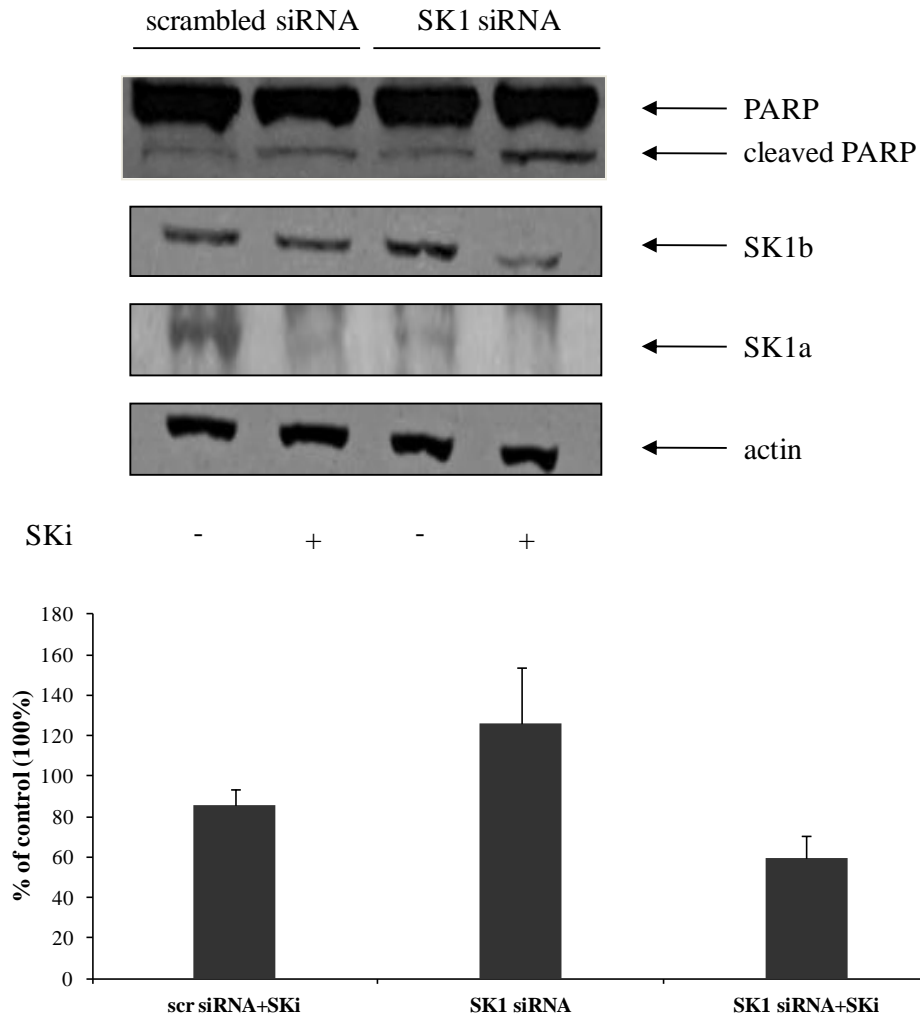 scrambled siRNA SK1 siRNA
PARP
cleaved PARP
SK1b
SK1a
actin
SKi - + - +
180
160
140
120
100
80
60
40
20
0
% of control (100%)
scr siRNA+SKi SK1 siRNA SK1 siRNA+SKi